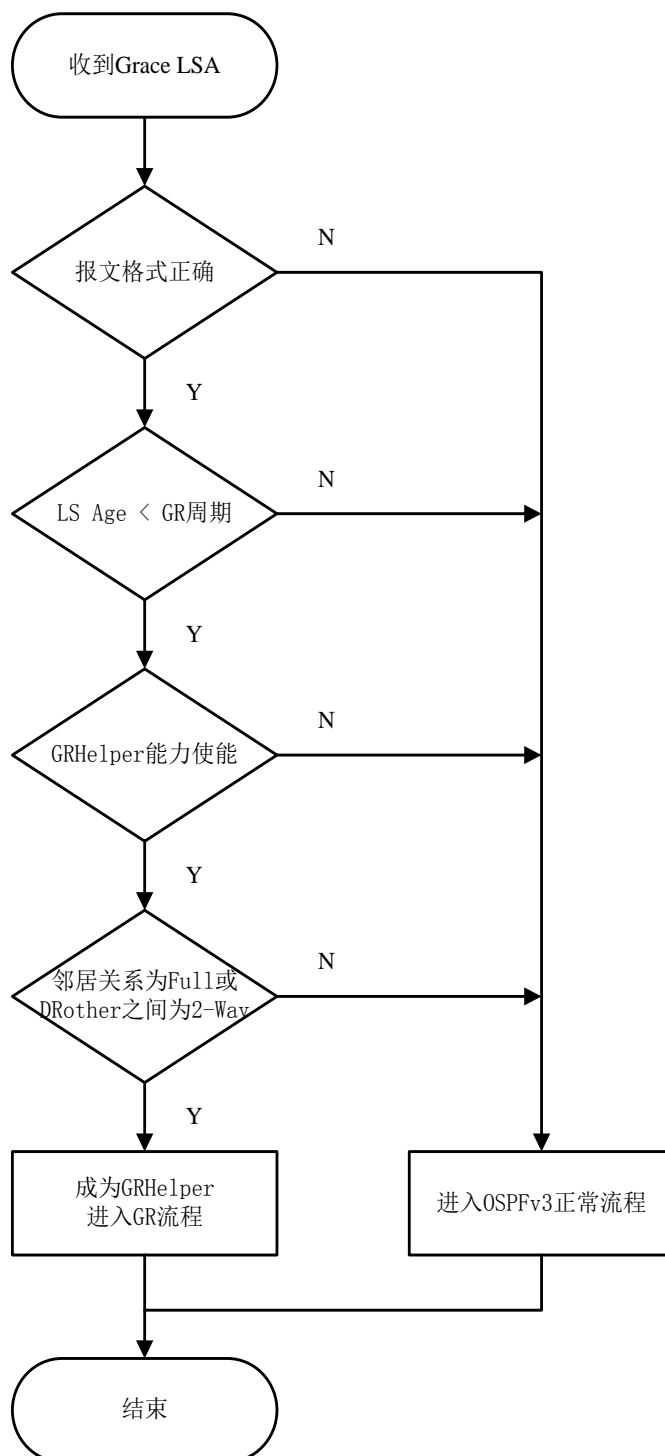 收到Grace LSA
N
报文格式正确
Y
N
LS Age < GR周期
Y
N
GRHelper能力使能
Y
N
邻居关系为Full或
DRother之间为2-Way
Y
成为GRHelper
进入GR流程
进入OSPFv3正常流程
结束